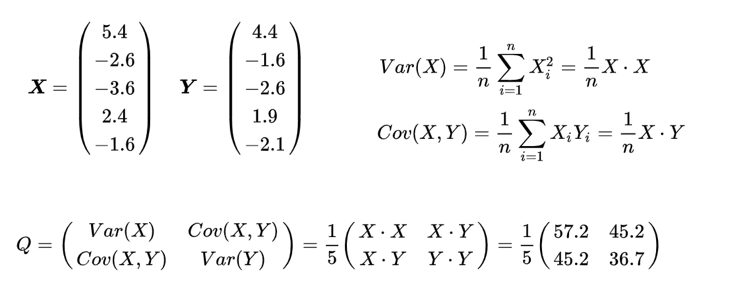 X = (5.4 −2.6 −3.6 2.4 −1.6) Y = (4.4 −1.6 −2.6 1.9 −2.1)
Var(X) = 1/n ∑_{i=1}^{n} X_i^2 = 1/n X · X
Cov(X,Y) = 1/n ∑_{i=1}^{n} X_i Y_i = 1/n X · Y
Q = (Var(X) Cov(X,Y) Cov(X,Y) Var(Y)) = 1/5 (X · X X · Y X · Y Y · Y) = 1/5 (57.2 45.2 45.2 36.7)